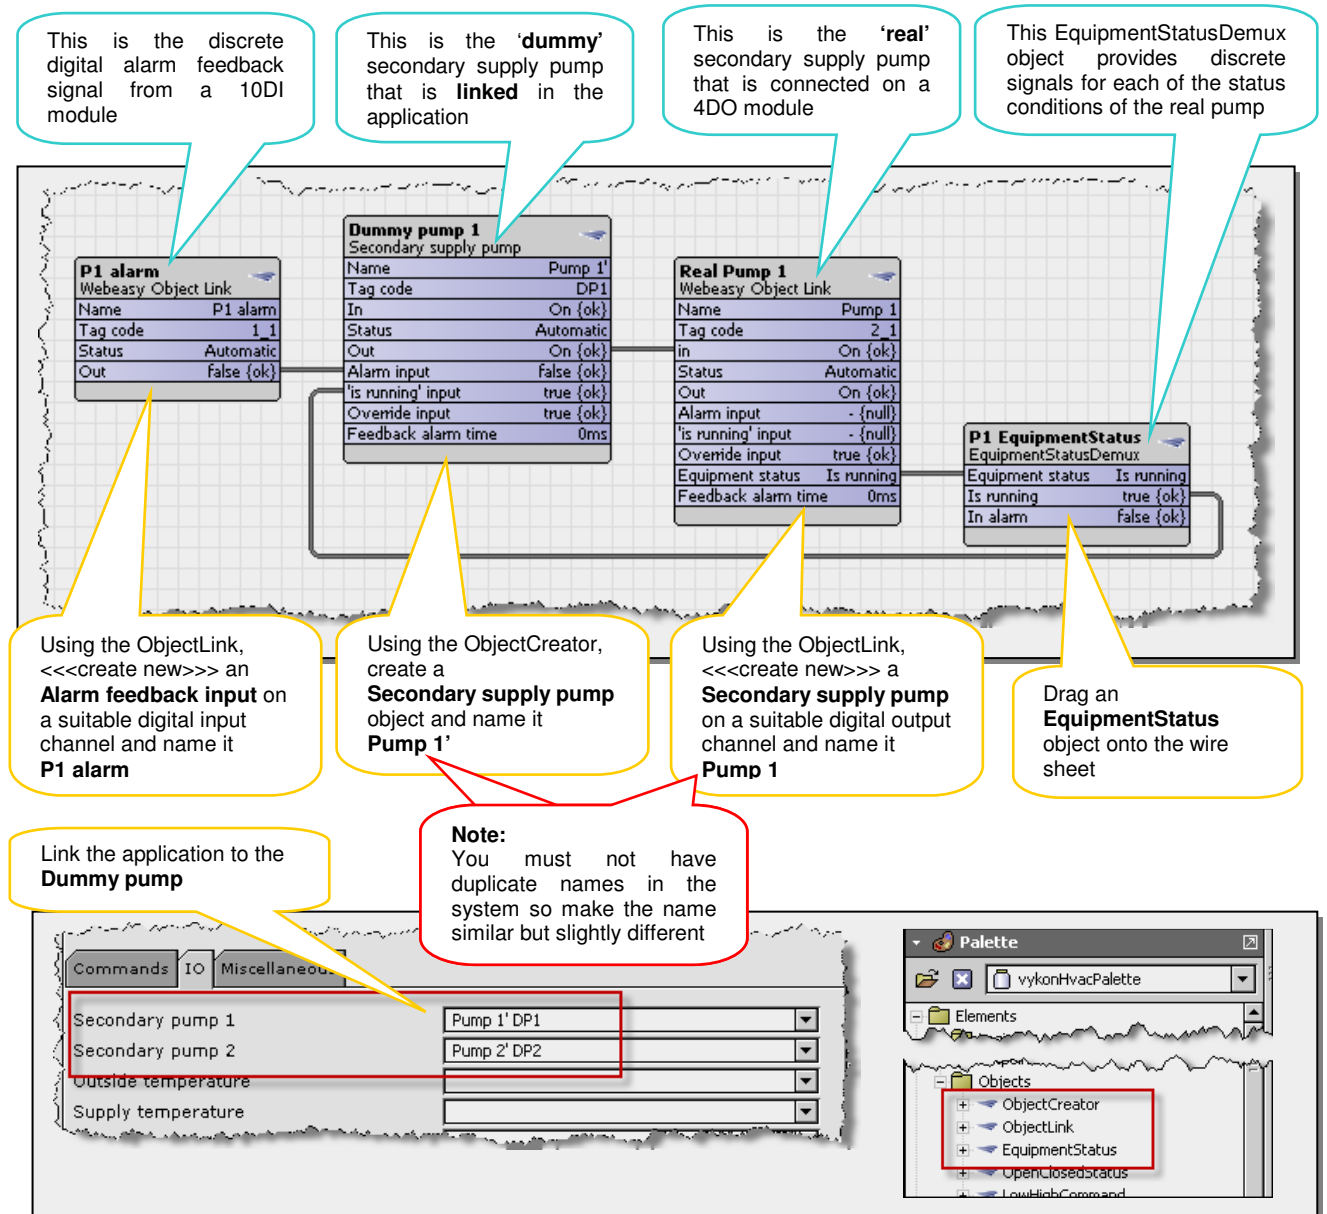 This is the discrete
digital alarm feedback
signal from a 10DI
module
This is the ‘dummy’
secondary supply pump
that is linked in the
application
This is the ‘real’
secondary supply pump
that is connected on a
4DO module
This EquipmentStatusDemux
object provides discrete
signals for each of the status
conditions of the real pump
P1 alarm
Webeasy Object Link
Name P1 alarm
Tag code 1_1
Status Automatic
Out false {ok}
Dummy pump 1
Secondary supply pump
Name Pump 1'
Tag code DP1
In On {ok}
Status Automatic
Out On {ok}
Alarm input false {ok}
'is running' input true {ok}
Override input true {ok}
Feedback alarm time 0ms
Real Pump 1
Webeasy Object Link
Name Pump 1
Tag code 2_1
in On {ok}
Status Automatic
Out On {ok}
Alarm input - {null}
'is running' input - {null}
Override input true {ok}
Equipment status Is running
Feedback alarm time 0ms
P1 EquipmentStatus
EquipmentStatusDemux
Equipment status Is running
Is running true {ok}
In alarm false {ok}
Using the ObjectLink,
<<<create new>>> an
Alarm feedback input on
a suitable digital input
channel and name it
P1 alarm
Using the ObjectCreator,
create a
Secondary supply pump
object and name it
Pump 1’
Using the ObjectLink,
<<<create new>>> a
Secondary supply pump
on a suitable digital output
channel and name it
Pump 1
Drag an
EquipmentStatus
object onto the wire
sheet
Link the application to the
Dummy pump
Note:
You must not have
duplicate names in the
system so make the name
similar but slightly different
Commands IO Miscellaneous
Secondary pump 1 Pump 1' DP1
Secondary pump 2 Pump 2' DP2
Outside temperature
Supply temperature
Palette
vykonHvacPalette
Elements
Objects
ObjectCreator
ObjectLink
EquipmentStatus
OpenClosedStatus
LowHighCommand